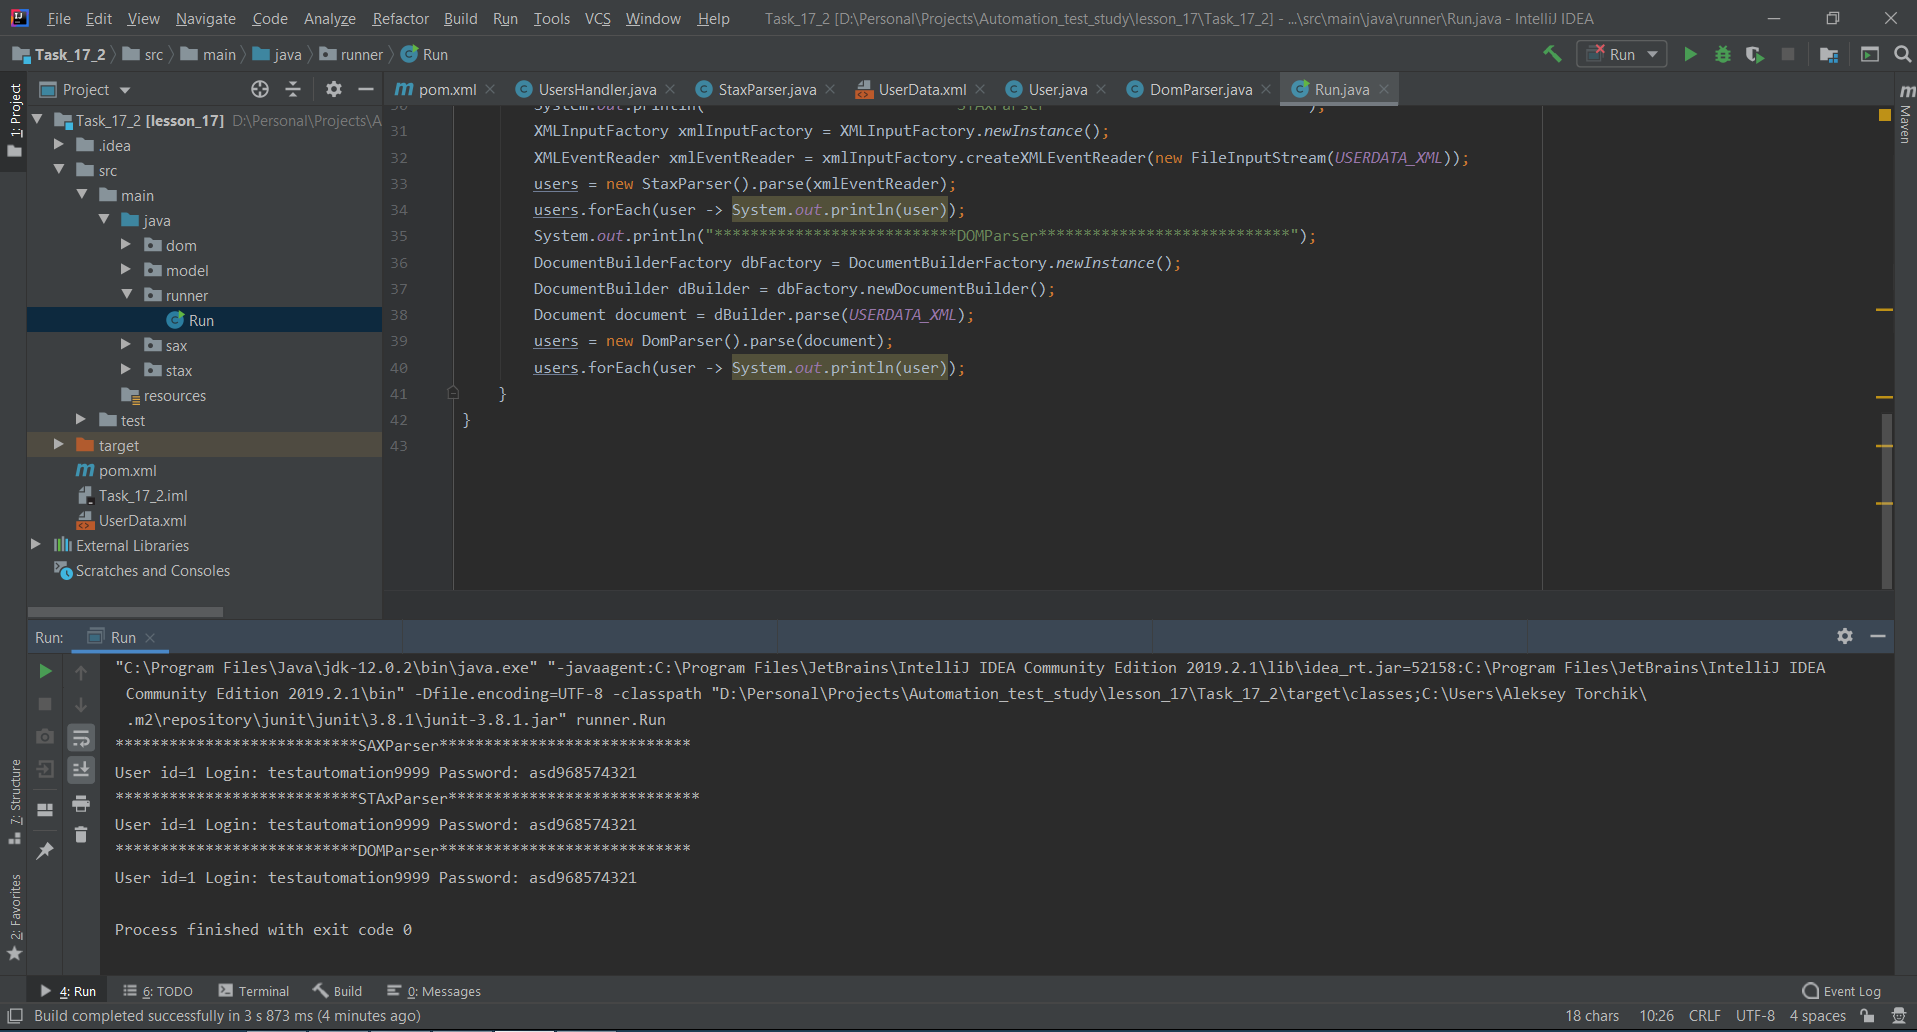 File Edit View Navigate Code Analyze Refactor Build Run Tools VCS Window Help Task_17_2 [D:\Personal\Projects\Automation_test_study\lesson_17\Task_17_2] - ...\src\main\java\runner\Run.java - IntelliJ IDEA
Task_17_2 src main java runner Run Run
Project
pom.xml UsersHandler.java StaxParser.java UserData.xml User.java DomParser.java Run.java
1: Project
Maven
Task_17_2 [lesson_17] D:\Personal\Projects\A
.idea
src
main
java
dom
model
runner
Run
sax
stax
resources
test
target
pom.xml
Task_17_2.iml
UserData.xml
External Libraries
Scratches and Consoles
31 XMLInputFactory xmlInputFactory = XMLInputFactory.newInstance();
32 XMLEventReader xmlEventReader = xmlInputFactory.createXMLEventReader(new FileInputStream(USERDATA_XML));
33 users = new StaxParser().parse(xmlEventReader);
34 users.forEach(user -> System.out.println(user));
35 System.out.println("***************************DOMParser****************************");
36 DocumentBuilderFactory dbFactory = DocumentBuilderFactory.newInstance();
37 DocumentBuilder dBuilder = dbFactory.newDocumentBuilder();
38 Document document = dBuilder.parse(USERDATA_XML);
39 users = new DomParser().parse(document);
40 users.forEach(user -> System.out.println(user));
41 }
42 }
43
Run: Run
"C:\Program Files\Java\jdk-12.0.2\bin\java.exe" "-javaagent:C:\Program Files\JetBrains\IntelliJ IDEA Community Edition 2019.2.1\lib\idea_rt.jar=52158:C:\Program Files\JetBrains\IntelliJ IDEA
Community Edition 2019.2.1\bin" -Dfile.encoding=UTF-8 -classpath "D:\Personal\Projects\Automation_test_study\lesson_17\Task_17_2\target\classes;C:\Users\Aleksey Torchik\
.m2\repository\junit\junit\3.8.1\junit-3.8.1.jar" runner.Run
***************************SAXParser****************************
User id=1 Login: testautomation9999 Password: asd968574321
***************************STAxParser****************************
User id=1 Login: testautomation9999 Password: asd968574321
***************************DOMParser****************************
User id=1 Login: testautomation9999 Password: asd968574321
Process finished with exit code 0
7: Structure
2: Favorites
4: Run 6: TODO Terminal Build 0: Messages Event Log
Build completed successfully in 3 s 873 ms (4 minutes ago) 18 chars 10:26 CRLF UTF-8 4 spaces